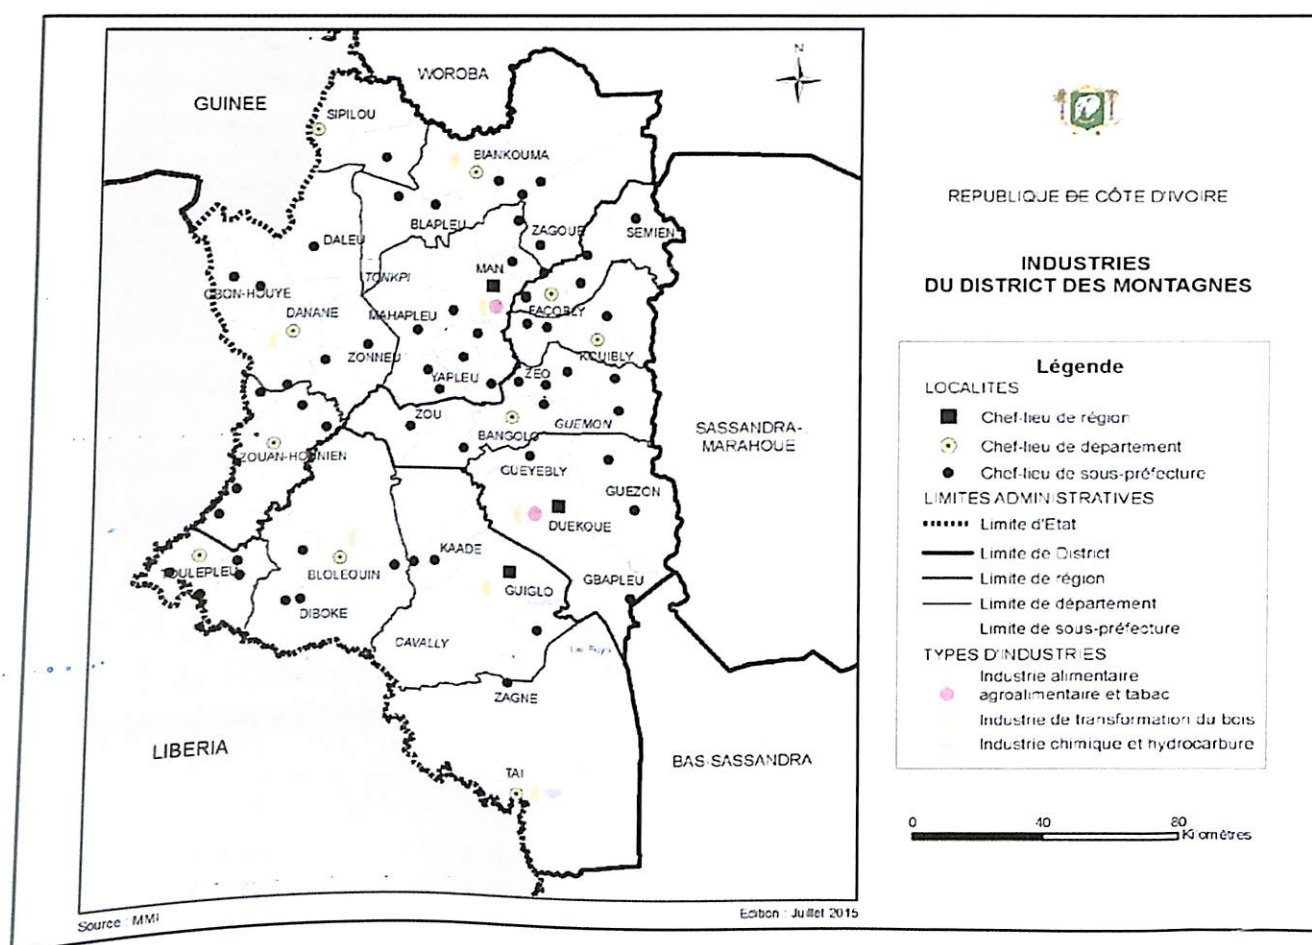 WOROBA
GUINEE
SIPILOU
BIANKOUMA
BLAPLEU
ZAGOUE
SEMIEN
DALEU
TONKPI
MAN
GBON-HOUYE
DANANE
MAHAPLEU
FACOBLY
KOUIBLY
ZONNEU
YAPLEU
ZEO
ZOU
GUEMON
BANGOLO
SASSANDRA-
MARAHOUE
ZOUAN-HOUNIEN
GUEYEBLY
GUEZON
DUEKOUE
KAADE
TOULEPLEU
BLOLEQUIN
GUIGLO
GBAPLEU
DIBOKE
CAVALLY
ZAGNE
LIBERIA
BAS-SASSANDRA
TAI
N
Source : MMI
Edition : Juillet 2015
REPUBLIQUE DE CÔTE D'IVOIRE
INDUSTRIES
DU DISTRICT DES MONTAGNES
Légende
LOCALITES
Chef-lieu de région
Chef-lieu de département
Chef-lieu de sous-préfecture
LIMITES ADMINISTRATIVES
Limite d'Etat
Limite de District
Limite de région
Limite de département
Limite de sous-préfecture
TYPES D'INDUSTRIES
Industrie alimentaire
agroalimentaire et tabac
Industrie de transformation du bois
Industrie chimique et hydrocarbure
0 40 80
Kilomètres